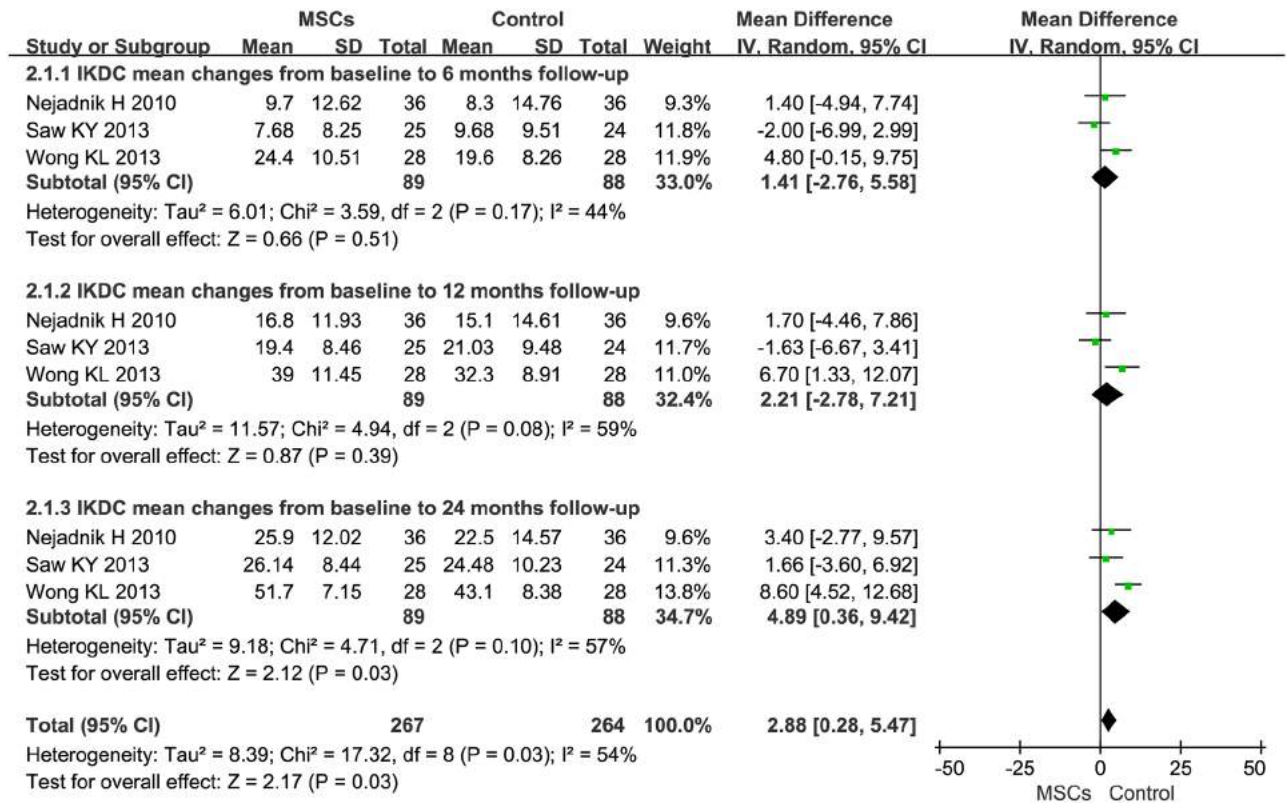 MSCs Control Mean Difference Mean Difference
Study or Subgroup Mean SD Total Mean SD Total Weight IV, Random, 95% CI IV, Random, 95% CI
2.1.1 IKDC mean changes from baseline to 6 months follow-up
Nejadnik H 2010 9.7 12.62 36 8.3 14.76 36 9.3% 1.40 [-4.94, 7.74]
Saw KY 2013 7.68 8.25 25 9.68 9.51 24 11.8% -2.00 [-6.99, 2.99]
Wong KL 2013 24.4 10.51 28 19.6 8.26 28 11.9% 4.80 [-0.15, 9.75]
Subtotal (95% CI) 89 88 33.0% 1.41 [-2.76, 5.58]
Heterogeneity: Tau² = 6.01; Chi² = 3.59, df = 2 (P = 0.17); I² = 44%
Test for overall effect: Z = 0.66 (P = 0.51)
2.1.2 IKDC mean changes from baseline to 12 months follow-up
Nejadnik H 2010 16.8 11.93 36 15.1 14.61 36 9.6% 1.70 [-4.46, 7.86]
Saw KY 2013 19.4 8.46 25 21.03 9.48 24 11.7% -1.63 [-6.67, 3.41]
Wong KL 2013 39 11.45 28 32.3 8.91 28 11.0% 6.70 [1.33, 12.07]
Subtotal (95% CI) 89 88 32.4% 2.21 [-2.78, 7.21]
Heterogeneity: Tau² = 11.57; Chi² = 4.94, df = 2 (P = 0.08); I² = 59%
Test for overall effect: Z = 0.87 (P = 0.39)
2.1.3 IKDC mean changes from baseline to 24 months follow-up
Nejadnik H 2010 25.9 12.02 36 22.5 14.57 36 9.6% 3.40 [-2.77, 9.57]
Saw KY 2013 26.14 8.44 25 24.48 10.23 24 11.3% 1.66 [-3.60, 6.92]
Wong KL 2013 51.7 7.15 28 43.1 8.38 28 13.8% 8.60 [4.52, 12.68]
Subtotal (95% CI) 89 88 34.7% 4.89 [0.36, 9.42]
Heterogeneity: Tau² = 9.18; Chi² = 4.71, df = 2 (P = 0.10); I² = 57%
Test for overall effect: Z = 2.12 (P = 0.03)
Total (95% CI) 267 264 100.0% 2.88 [0.28, 5.47]
Heterogeneity: Tau² = 8.39; Chi² = 17.32, df = 8 (P = 0.03); I² = 54%
Test for overall effect: Z = 2.17 (P = 0.03)
-50 -25 0 25 50
MSCs Control